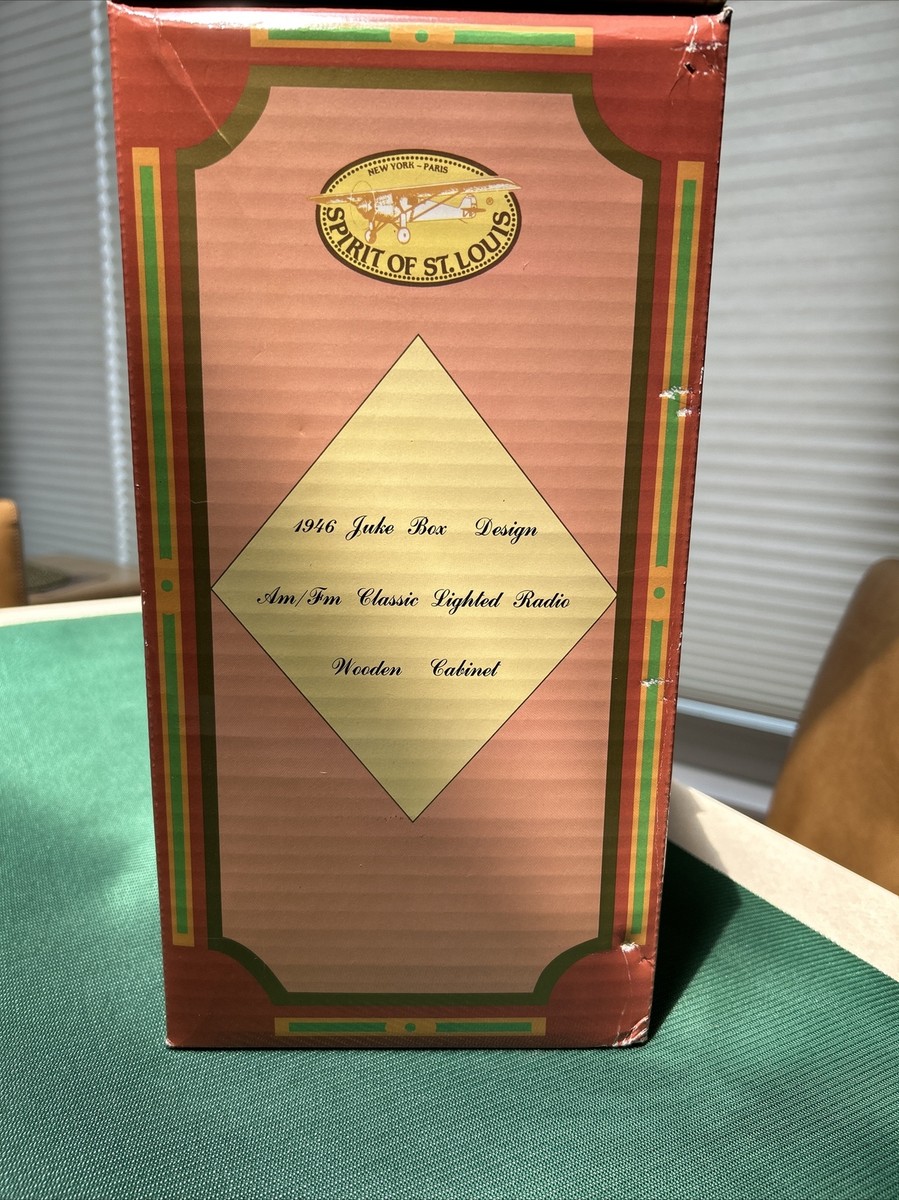 NEW YORK ~ PARIS
SPIRIT OF ST. LOUIS ®
1946 Juke Box Design
Am/Fm Classic Lighted Radio
Wooden Cabinet